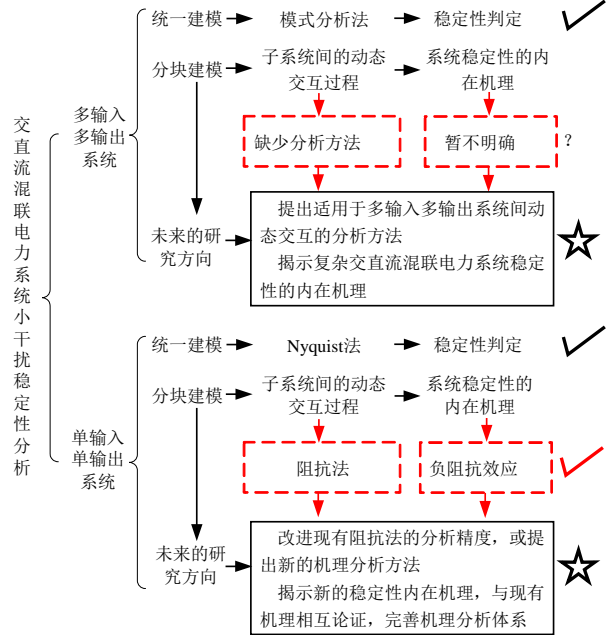 交直流混联电力系统小干扰稳定性分析
多输入
多输出
系统
统一建模
模式分析法
稳定性判定
分块建模
子系统间的动态
交互过程
系统稳定性的内
在机理
缺少分析方法
暂不明确
?
未来的研
究方向
提出适用于多输入多输出系统间动
态交互的分析方法
揭示复杂交直流混联电力系统稳定
性的内在机理
单输入
单输出
系统
统一建模
Nyquist法
稳定性判定
分块建模
子系统间的动态
交互过程
系统稳定性的
内在机理
阻抗法
负阻抗效应
未来的研
究方向
改进现有阻抗法的分析精度，或提
出新的机理分析方法
揭示新的稳定性内在机理，与现有
机理相互论证，完善机理分析体系